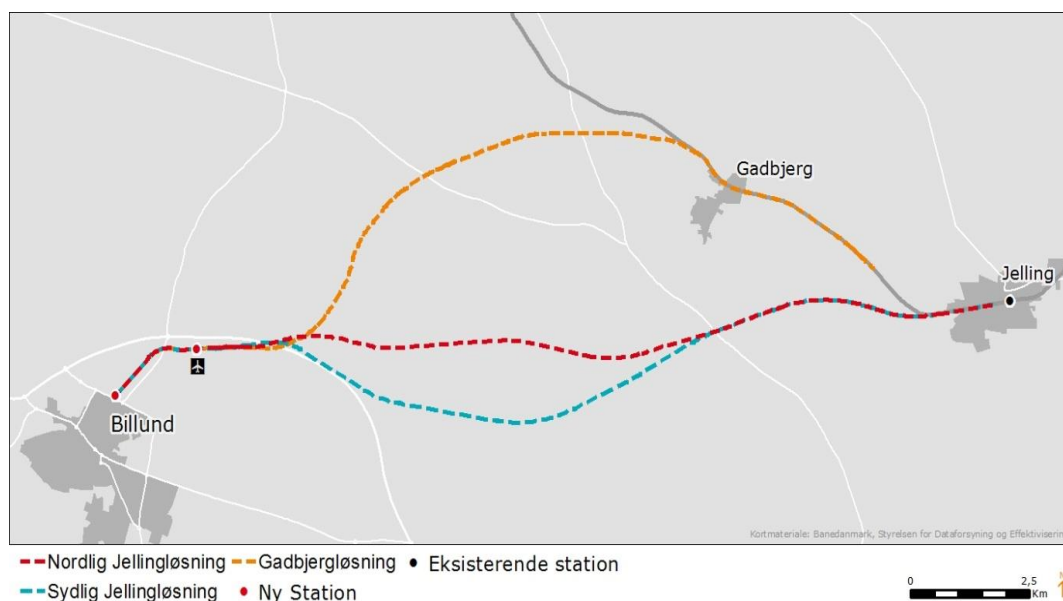 Gadbjerg
Jelling
Billund
Kortmateriale: Banedanmark, Styrelsen for Dataforsyning og Effektivisering
Nordlig Jellingløsning Gadbjergløsning Eksisterende station
Sydlig Jellingløsning Ny Station
0 2,5
Km